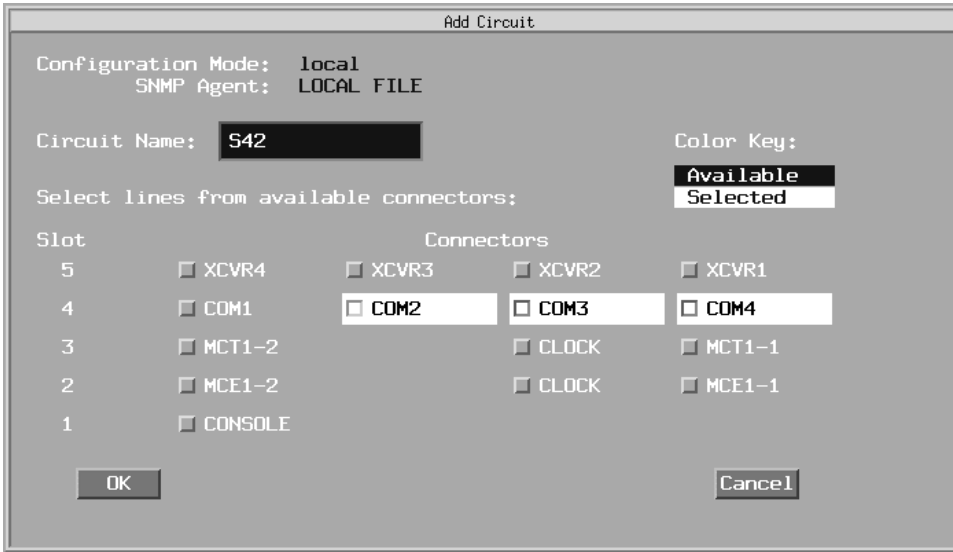 Add Circuit
Configuration Mode: local
SNMP Agent: LOCAL FILE
Circuit Name: S42
Color Key:
Available
Selected
Select lines from available connectors:
Slot Connectors
5 XCVR4 XCVR3 XCVR2 XCVR1
4 COM1 COM2 COM3 COM4
3 MCT1-2 CLOCK MCT1-1
2 MCE1-2 CLOCK MCE1-1
1 CONSOLE
OK Cancel